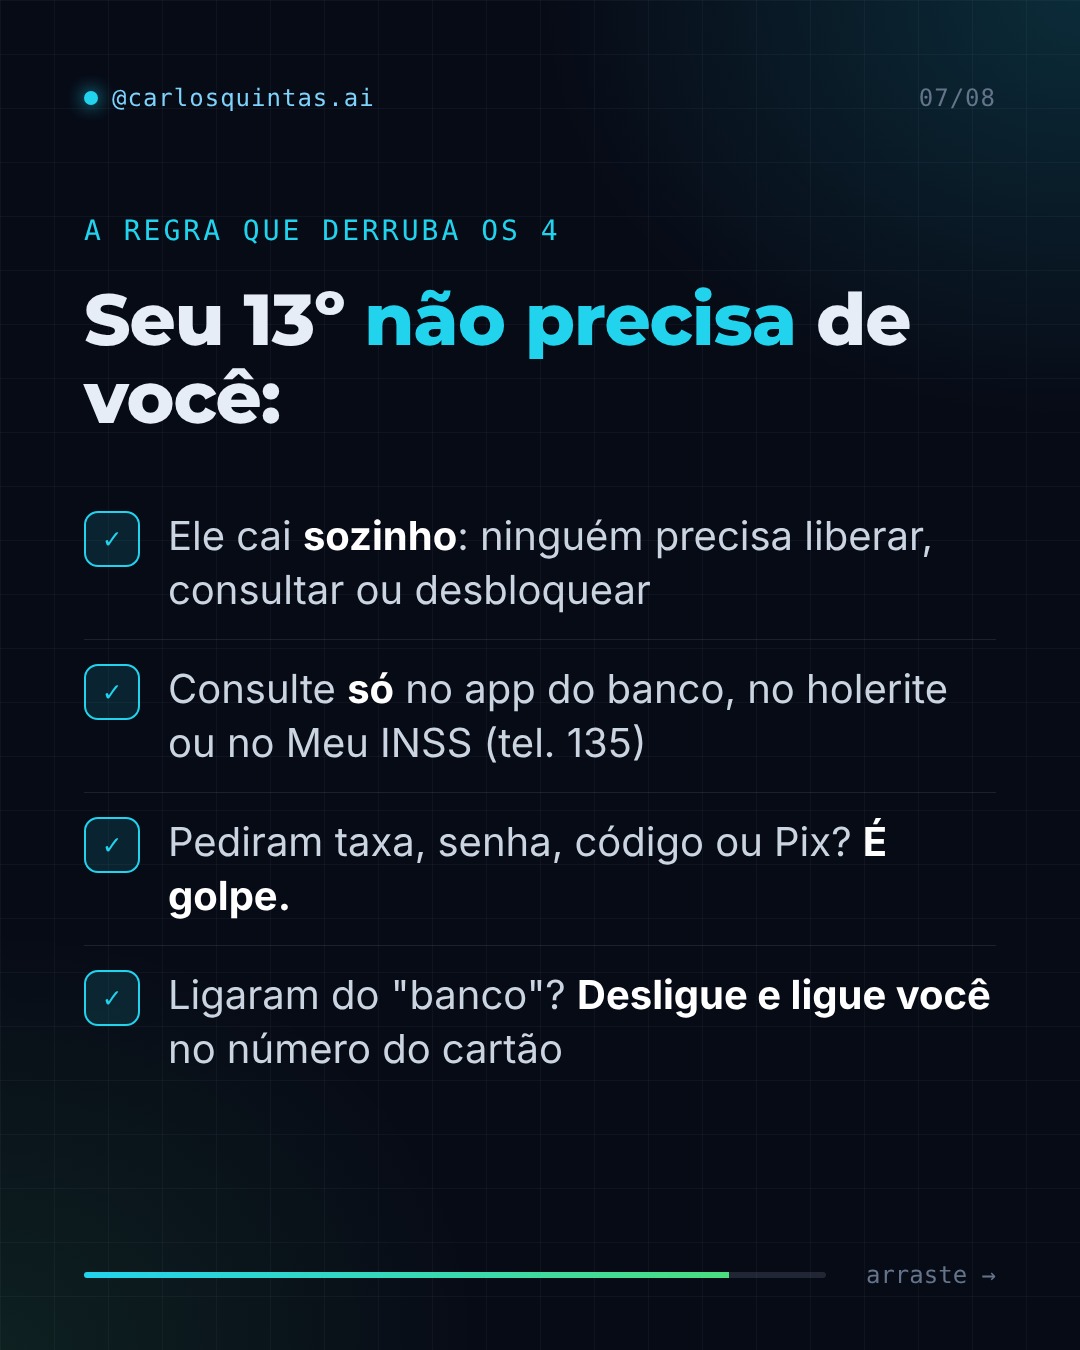 @carlosquintas.ai
07/08
A REGRA QUE DERRUBA OS 4
Seu 13º não precisa de
você:
✓ Ele cai sozinho: ninguém precisa liberar,
consultar ou desbloquear
✓ Consulte só no app do banco, no holerite
ou no Meu INSS (tel. 135)
✓ Pediram taxa, senha, código ou Pix? É
golpe.
✓ Ligaram do "banco"? Desligue e ligue você
no número do cartão
arraste →